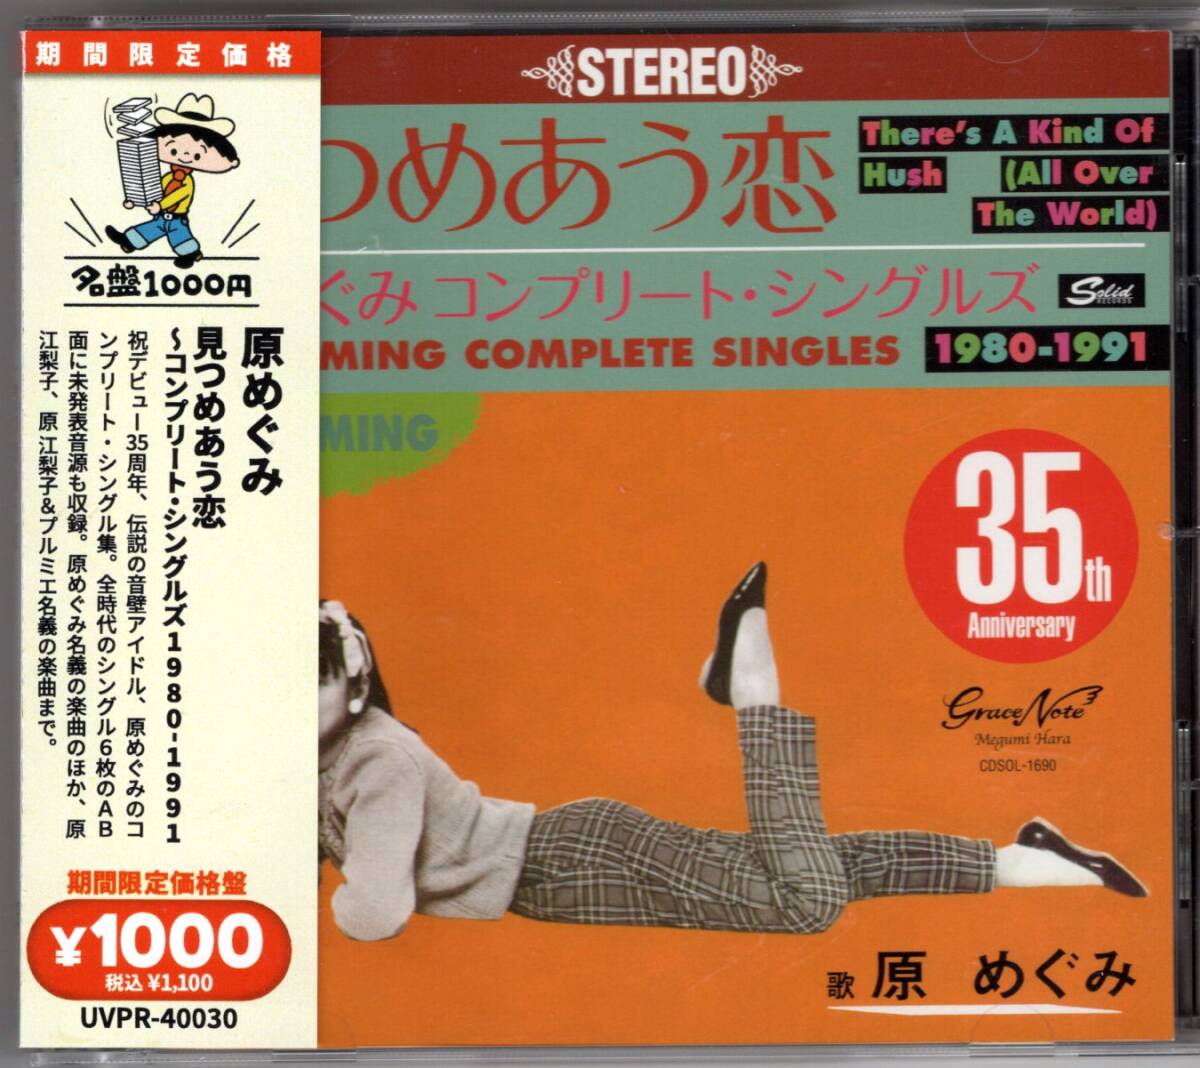 期間限定価格
名盤1000円
原めぐみ
見つめあう恋
～コンプリート・シングルズ1980-1991
祝デビュー35周年、伝説の音壁アイドル、原めぐみのコ
ンプリート・シングル集。全時代のシングル6枚のAB
面に未発表音源も収録。原めぐみ名義の楽曲のほか、原
江梨子、原 江梨子&プルミエ名義の楽曲まで。
期間限定価格盤
¥1000
税込 ¥1,100
UVPR-40030
STEREO
つめあう恋
There's A Kind Of
Hush (All Over
The World)
ぐみ コンプリート・シングルズ
Solid
RECORDS
MING COMPLETE SINGLES 1980-1991
MING
35th
Anniversary
Grace Note
Megumi Hara
CDSOL-1690
歌 原 めぐみ